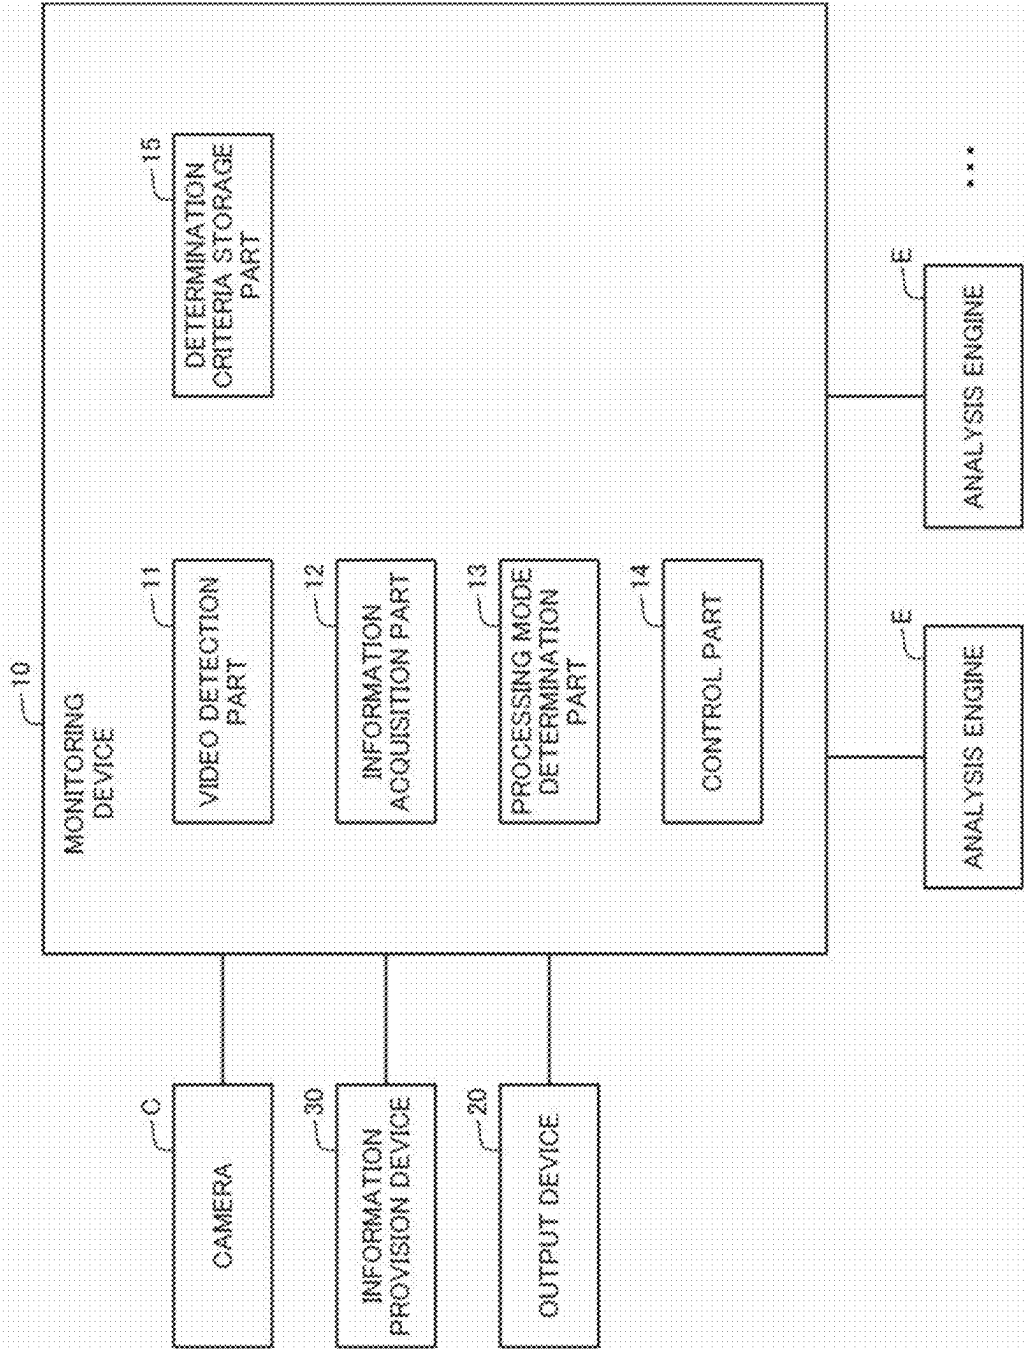 10
MONITORING
DEVICE
C
CAMERA
30
INFORMATION
PROVISION DEVICE
20
OUTPUT DEVICE
11
VIDEO DETECTION
PART
12
INFORMATION
ACQUISITION PART
13
PROCESSING MODE
DETERMINATION
PART
14
CONTROL PART
15
DETERMINATION
CRITERIA STORAGE
PART
E
ANALYSIS ENGINE
E
ANALYSIS ENGINE
...